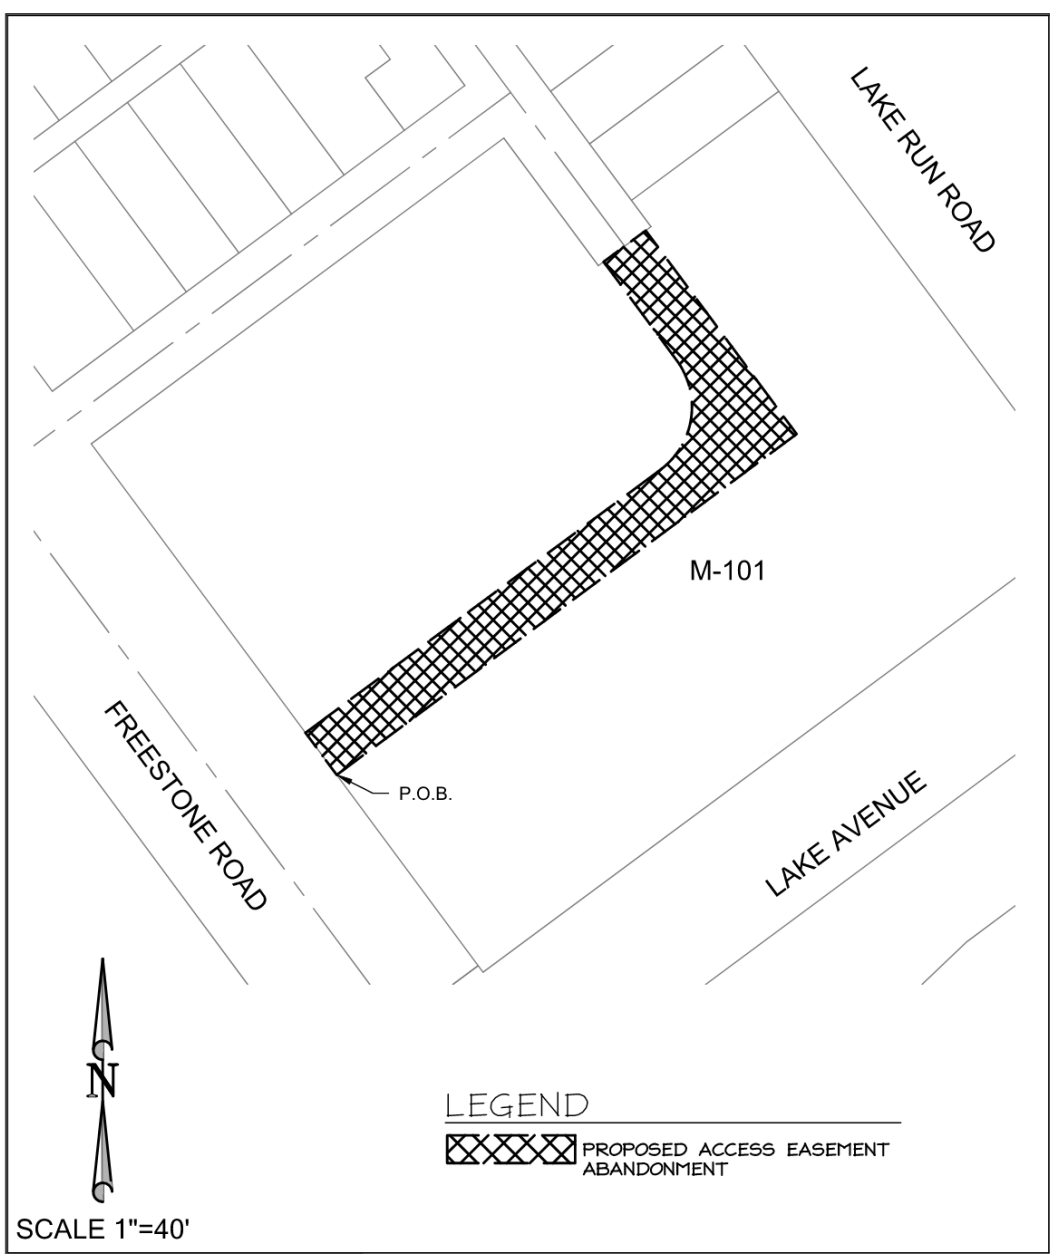 LAKE RUN ROAD
M-101
FREESTONE ROAD
P.O.B.
LAKE AVENUE
N
LEGEND
PROPOSED ACCESS EASEMENT
ABANDONMENT
SCALE 1"=40'